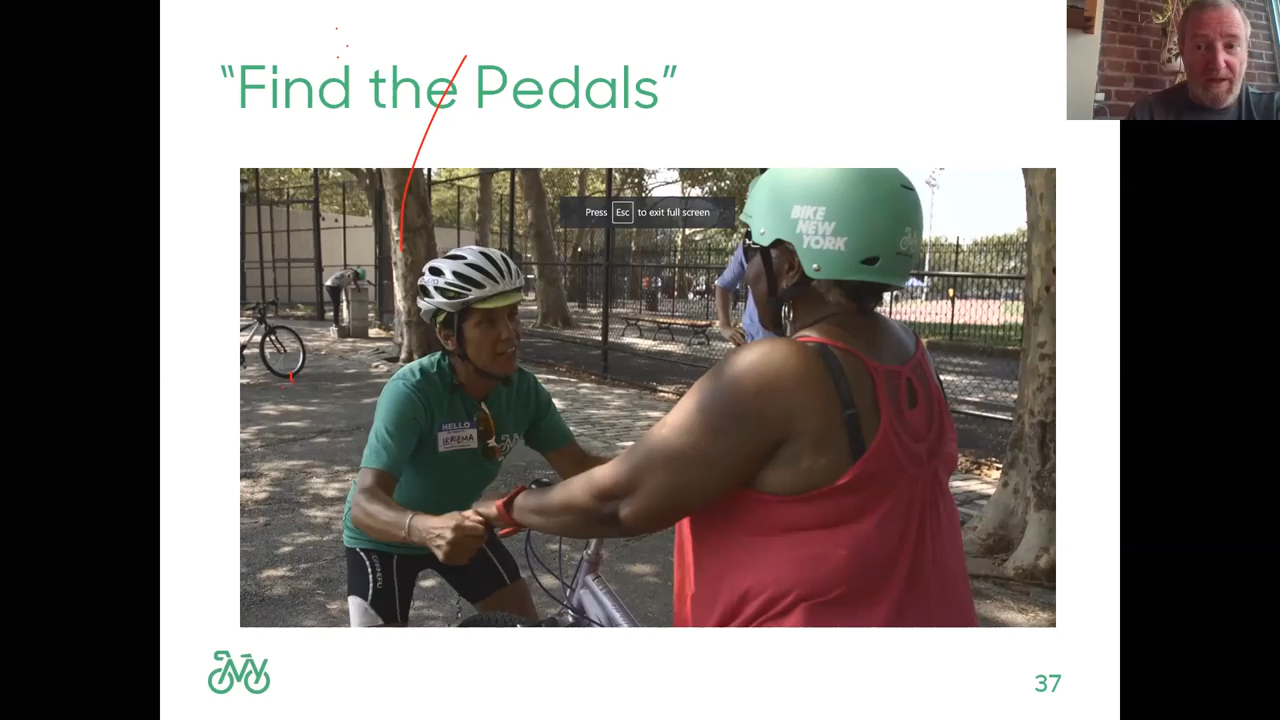 “Find the Pedals”
Press Esc to exit full screen
BIKE
NEW
YORK
HELLO
37